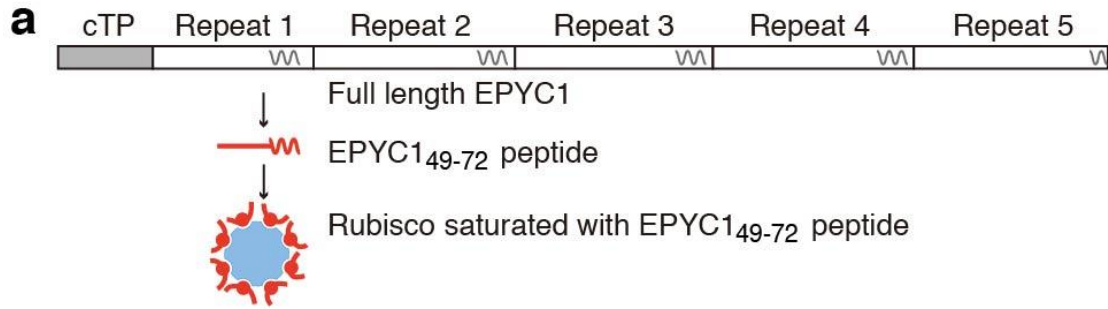 a
cTP Repeat 1 Repeat 2 Repeat 3 Repeat 4 Repeat 5
Full length EPYC1
EPYC149-72 peptide
Rubisco saturated with EPYC149-72 peptide